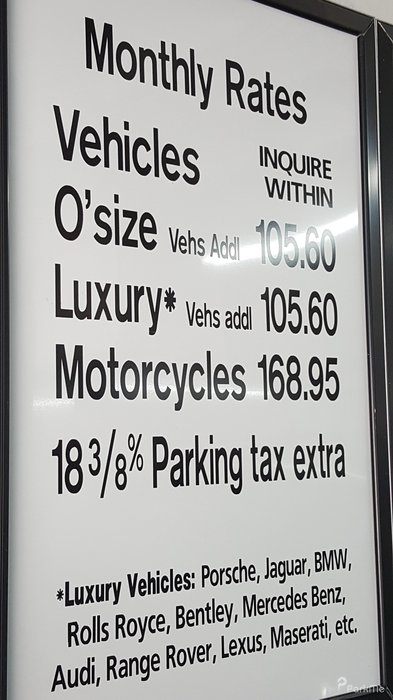 Monthly Rates
Vehicles INQUIRE WITHIN
O'size Vehs Addl 105.60
Luxury* Vehs addl 105.60
Motorcycles 168.95
18 3/8% Parking tax extra
*Luxury Vehicles: Porsche, Jaguar, BMW,
Rolls Royce, Bentley, Mercedes Benz,
Audi, Range Rover, Lexus, Maserati, etc.
ParkMe